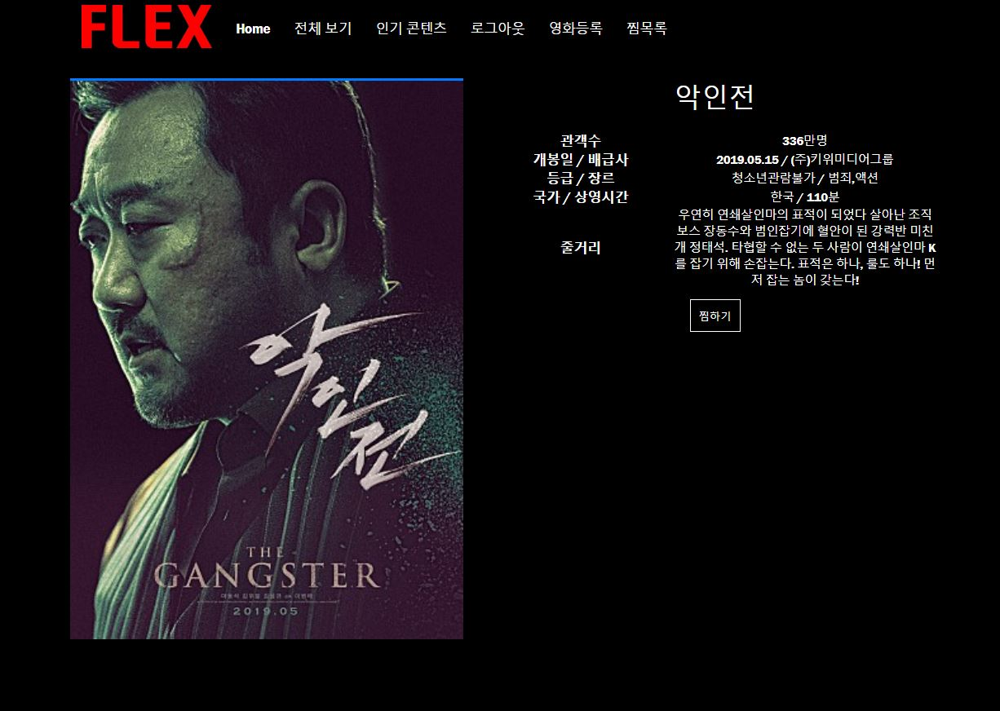 FLEX
Home 전체 보기 인기 콘텐츠 로그아웃 영화등록 찜목록
악인전
관객수 336만명
개봉일 / 배급사 2019.05.15 / (주)키위미디어그룹
등급 / 장르 청소년관람불가 / 범죄,액션
국가 / 상영시간 한국 / 110분
줄거리
우연히 연쇄살인마의 표적이 되었다 살아난 조직
보스 장동수와 범인잡기에 혈안이 된 강력반 미친
개 정태석. 타협할 수 없는 두 사람이 연쇄살인마 K
를 잡기 위해 손잡는다. 표적은 하나, 룰도 하나! 먼
저 잡는 놈이 갖는다!
찜하기
악인전
THE
GANGSTER
2019.05